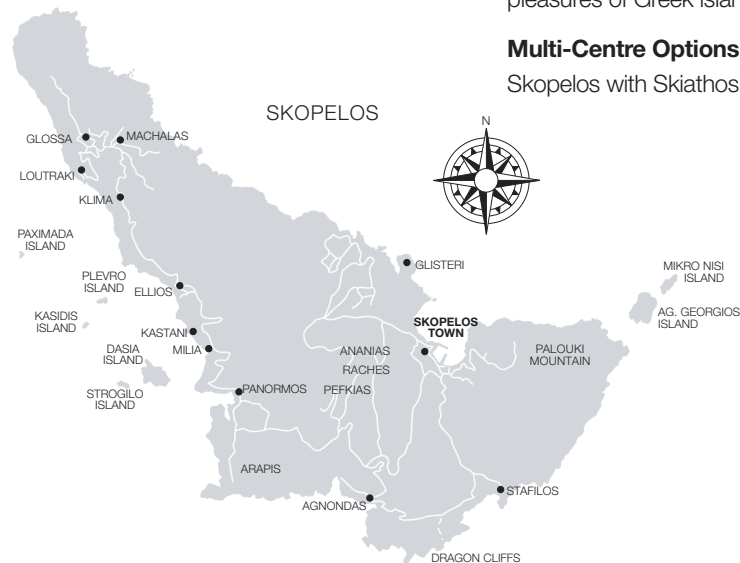 pleasures of Greek islan
Multi-Centre Options
Skopelos with Skiathos
SKOPELOS
N
GLOSSA
MACHALAS
LOUTRAKI
KLIMA
PAXIMADA
ISLAND
GLISTERI
MIKRO NISI
ISLAND
PLEVRO
ISLAND
ELLIOS
AG. GEORGIOS
ISLAND
KASIDIS
ISLAND
KASTANI
SKOPELOS
TOWN
DASIA
ISLAND
MILIA
ANANIAS
RACHES
PEFKIAS
PALOUKI
MOUNTAIN
STROGILO
ISLAND
PANORMOS
ARAPIS
AGNONDAS
STAFILOS
DRAGON CLIFFS